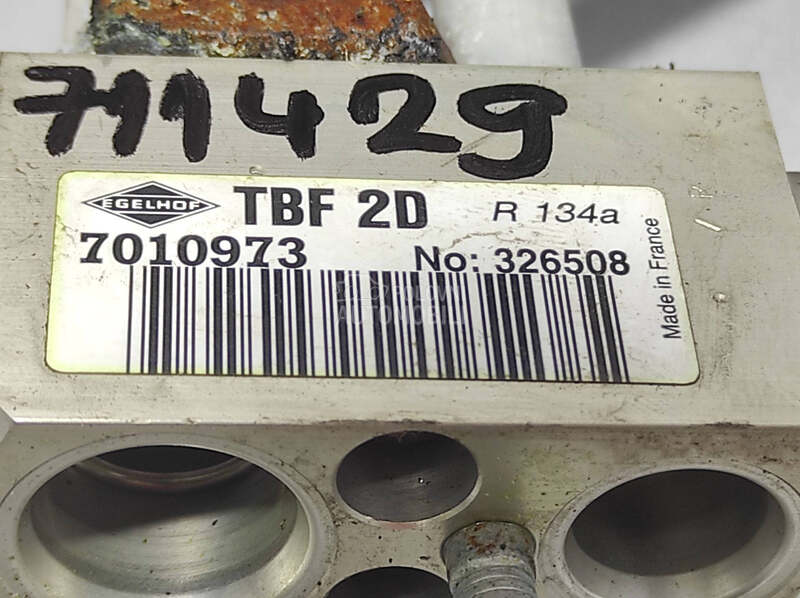 711429
EGELHOF TBF 2D R 134a
7010973 No: 326508
Made in France